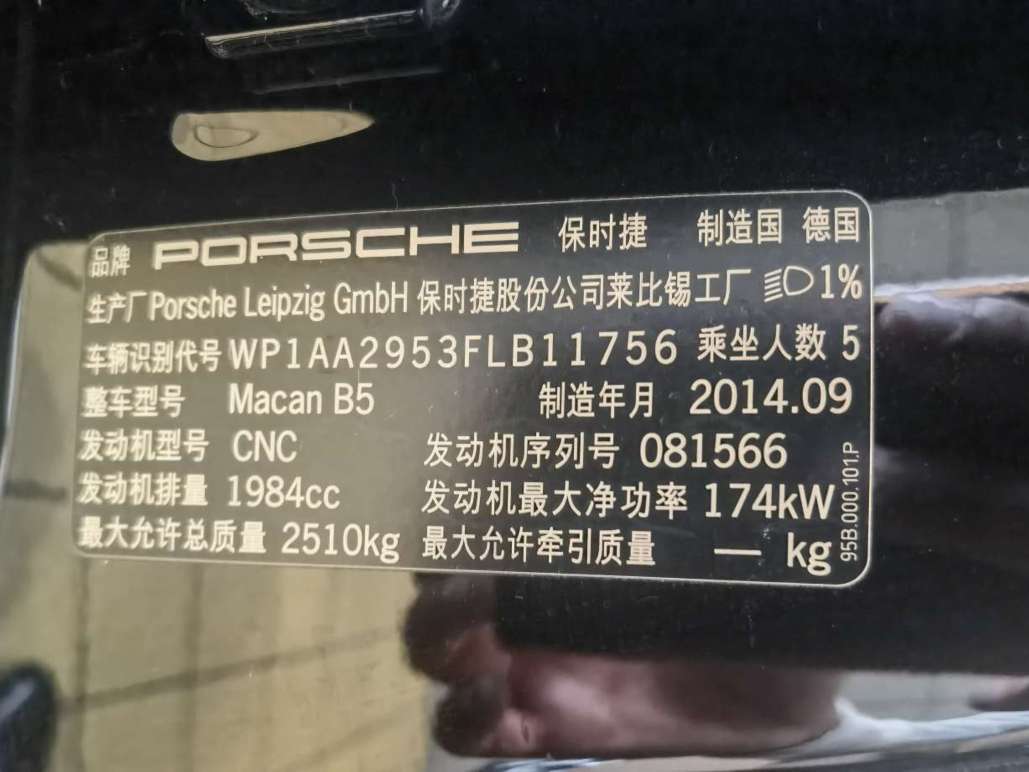 品牌 PORSCHE 保时捷 制造国 德国
生产厂 Porsche Leipzig GmbH 保时捷股份公司莱比锡工厂 1%
车辆识别代号 WP1AA2953FLB11756 乘坐人数 5
整车型号 Macan B5 制造年月 2014.09
发动机型号 CNC 发动机序列号 081566
发动机排量 1984cc 发动机最大净功率 174kW
最大允许总质量 2510kg 最大允许牵引质量 — kg
95B.000.101.P